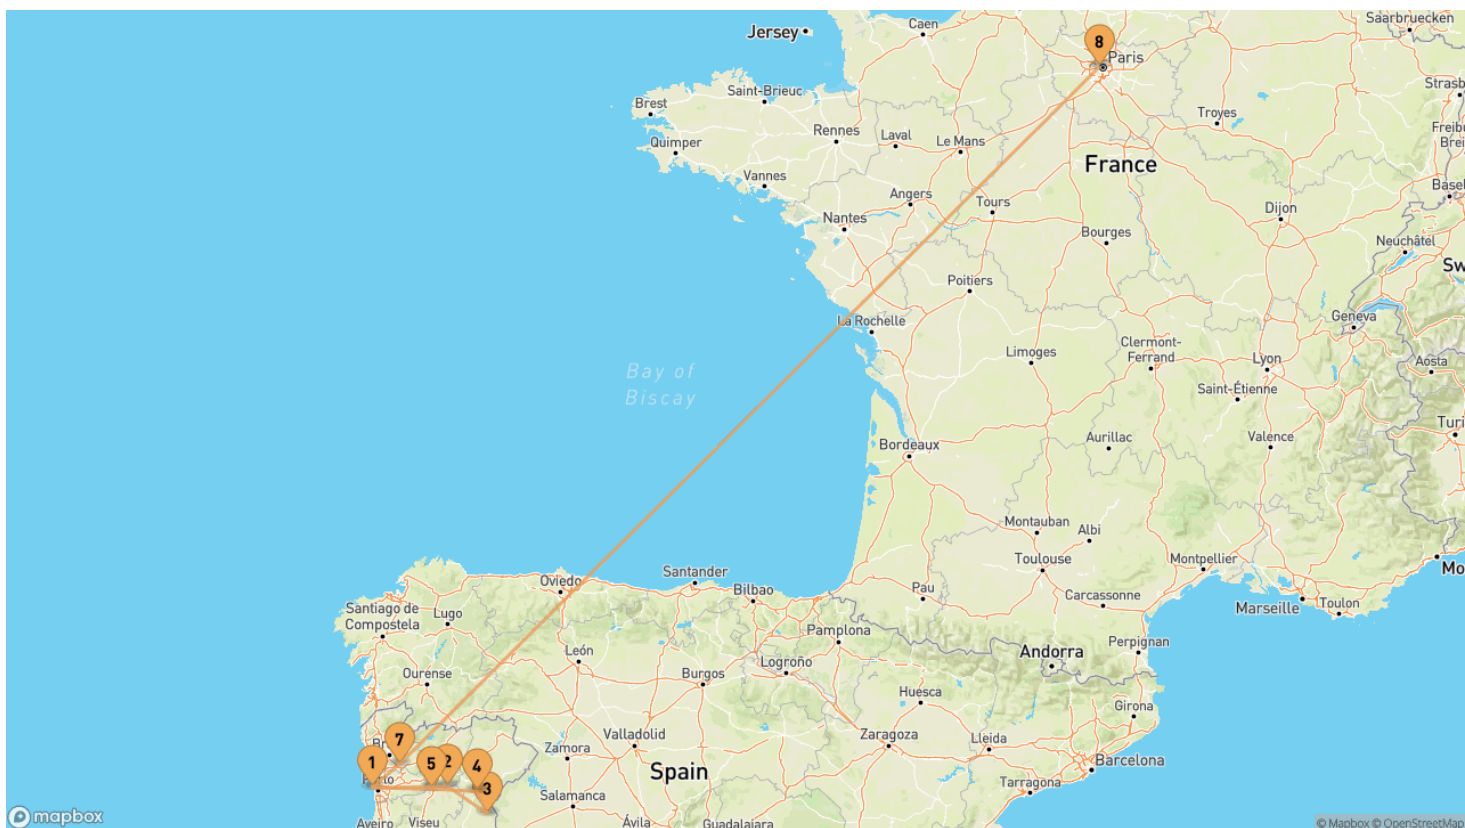 Jersey
Caen
Saarbruecken
8
Paris
Brest
Saint-Brieuc
Strasb
Troyes
Rennes
Laval
Le Mans
Freibu
Brei
Quimper
France
Vannes
Basel
Angers
Tours
Dijon
Nantes
Bourges
Neuchâtel
Sw
Poitiers
Geneva
La Rochelle
Clermont-
Ferrand
Limoges
Lyon
Aosta
Bay of
Biscay
Saint-Étienne
Turi
Bordeaux
Aurillac
Valence
Montauban
Albi
Toulouse
Montpellier
Mo
Oviedo
Santander
Bilbao
Pau
Carcassonne
Marseille
Toulon
Santiago de
Compostela
Lugo
Pamplona
Perpignan
León
Logroño
Andorra
Ourense
Burgos
Huesca
Girona
7
Zamora
Valladolid
Zaragoza
Lleida
1
5
2
4
Barcelona
3
Spain
Tarragona
Salamanca
mapbox
Aveiro
Viseu
Ávila
Guadalajara
© Mapbox © OpenStreetMap